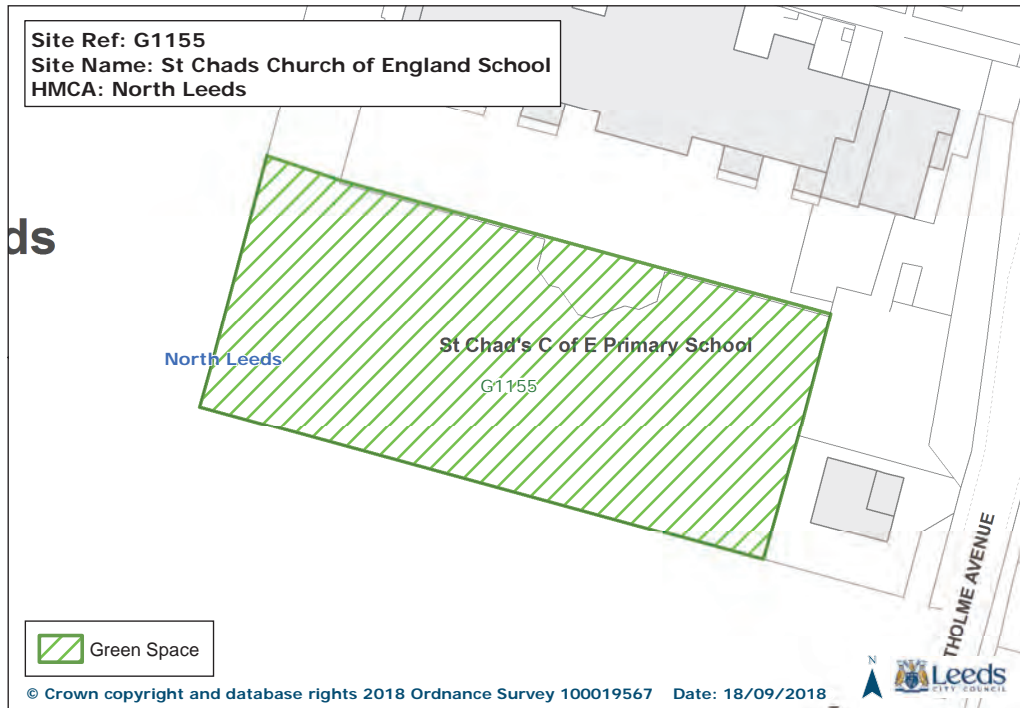 Site Ref: G1155
Site Name: St Chads Church of England School
HMCA: North Leeds
ds
St Chad's C of E Primary School
North Leeds
G1155
THOLME AVENUE
Green Space
N
Leeds
CITY COUNCIL
© Crown copyright and database rights 2018 Ordnance Survey 100019567 Date: 18/09/2018